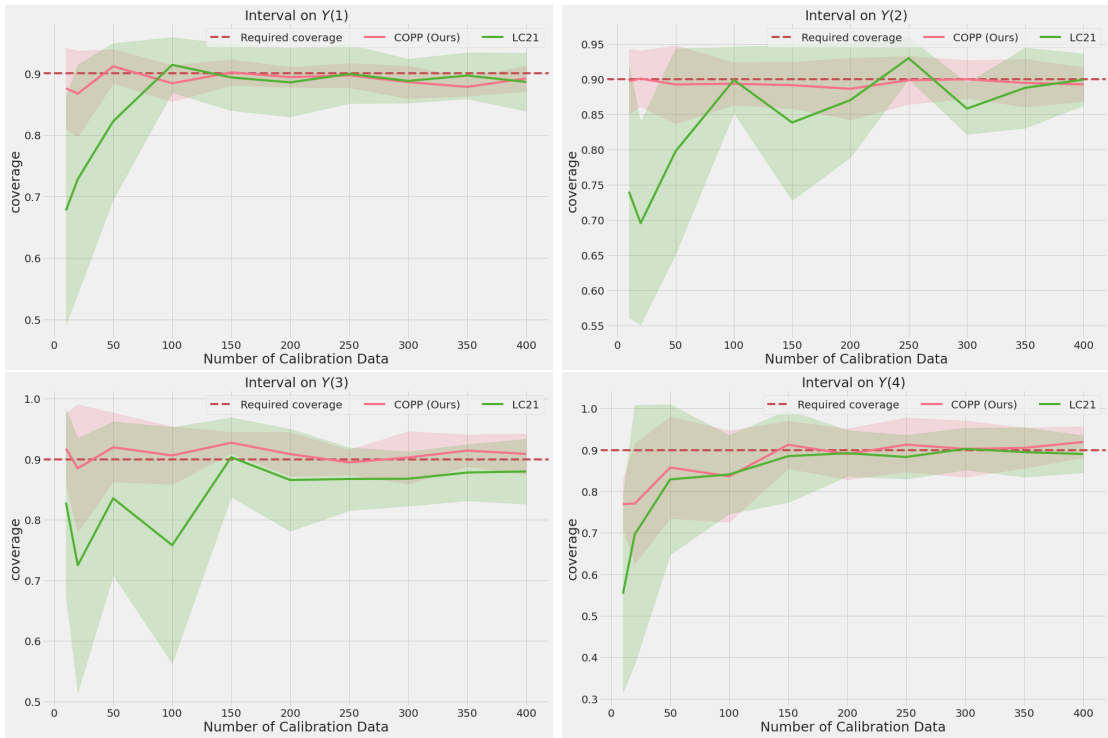 Interval on Y(1)
Required coverage COPP (Ours) LC21
coverage
0.9
0.8
0.7
0.6
0.5
0 50 100 150 200 250 300 350 400
Number of Calibration Data
Interval on Y(2)
Required coverage COPP (Ours) LC21
coverage
0.95
0.90
0.85
0.80
0.75
0.70
0.65
0.60
0.55
0 50 100 150 200 250 300 350 400
Number of Calibration Data
Interval on Y(3)
Required coverage COPP (Ours) LC21
coverage
1.0
0.9
0.8
0.7
0.6
0.5
0 50 100 150 200 250 300 350 400
Number of Calibration Data
Interval on Y(4)
Required coverage COPP (Ours) LC21
coverage
1.0
0.9
0.8
0.7
0.6
0.5
0.4
0.3
0 50 100 150 200 250 300 350 400
Number of Calibration Data